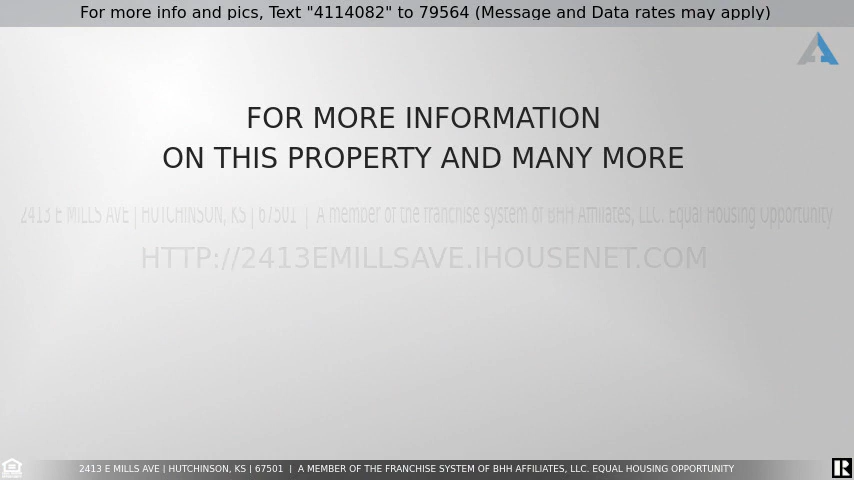 For more info and pics, Text "4114082" to 79564 (Message and Data rates may apply)
FOR MORE INFORMATION
ON THIS PROPERTY AND MANY MORE
2413 E MILLS AVE | HUTCHINSON, KS | 67501 | A member of the franchise system of BHH Affiliates, LLC. Equal Housing Opportunity
HTTP://2413EMILLSAVE.IHOUSENET.COM
2413 E MILLS AVE | HUTCHINSON, KS | 67501 | A MEMBER OF THE FRANCHISE SYSTEM OF BHH AFFILIATES, LLC. EQUAL HOUSING OPPORTUNITY